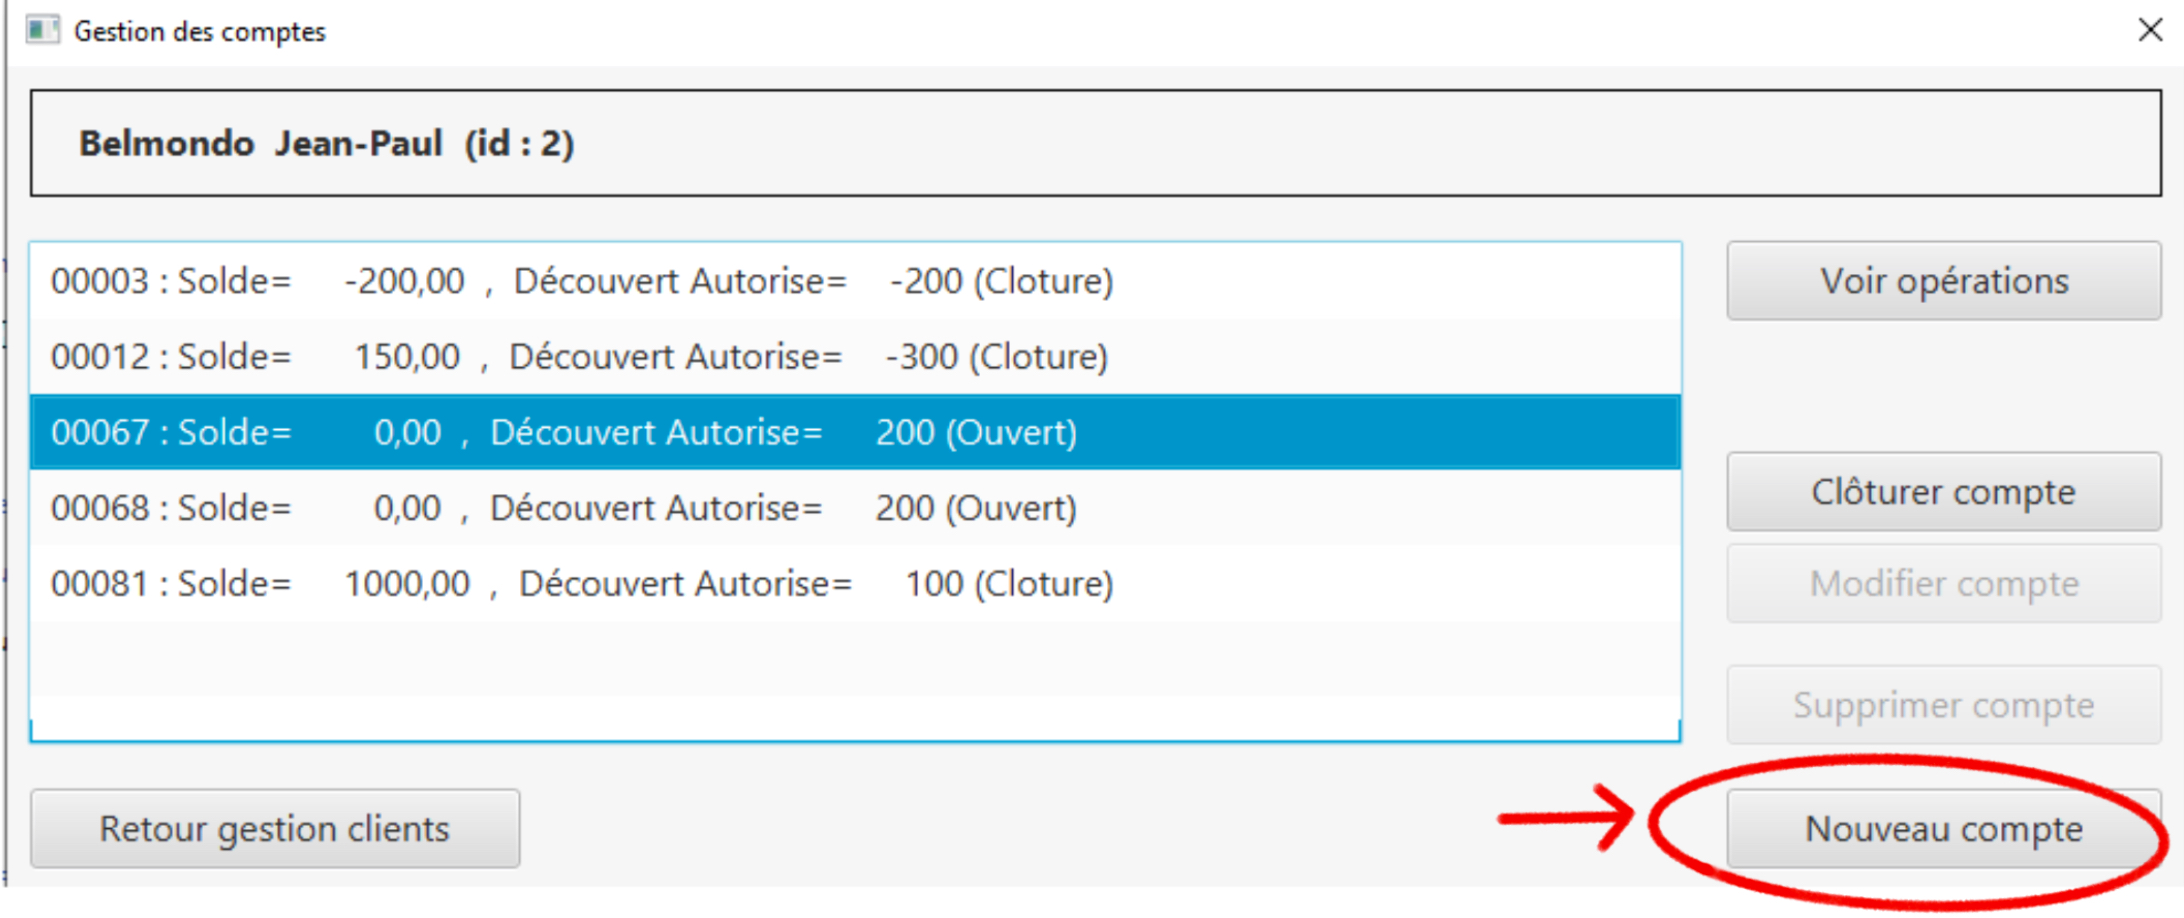 Gestion des comptes
Belmondo Jean-Paul (id : 2)
00003 : Solde= -200,00 , Découvert Autorise= -200 (Cloture)
00012 : Solde= 150,00 , Découvert Autorise= -300 (Cloture)
00067 : Solde= 0,00 , Découvert Autorise= 200 (Ouvert)
00068 : Solde= 0,00 , Découvert Autorise= 200 (Ouvert)
00081 : Solde= 1000,00 , Découvert Autorise= 100 (Cloture)
Voir opérations
Clôturer compte
Modifier compte
Supprimer compte
Retour gestion clients
Nouveau compte